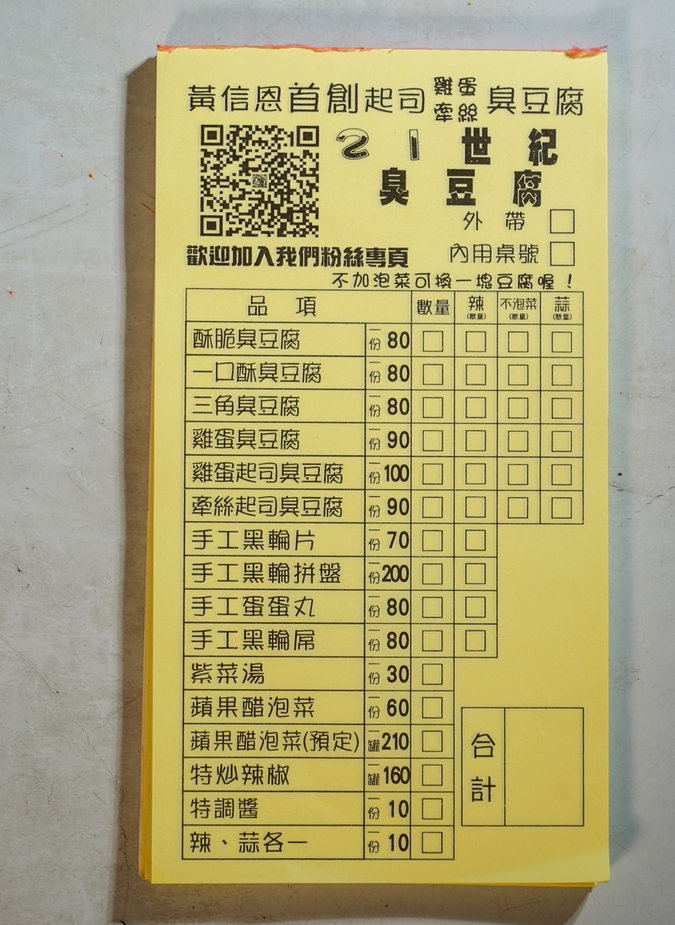 黃信恩首創起司雞蛋牽絲臭豆腐
21世紀
臭豆腐
外帶
內用桌號
歡迎加入我們粉絲專頁
不加泡菜可換一塊豆腐喔！
品項 數量 辣(數量) 不泡菜(數量) 蒜(數量)
酥脆臭豆腐 一份 80
一口酥臭豆腐 一份 80
三角臭豆腐 一份 80
雞蛋臭豆腐 一份 90
雞蛋起司臭豆腐 一份 100
牽絲起司臭豆腐 一份 90
手工黑輪片 一份 70
手工黑輪拼盤 一份 200
手工蛋蛋丸 一份 80
手工黑輪屌 一份 80
紫菜湯 一份 30
蘋果醋泡菜 一份 60
蘋果醋泡菜(預定) 一罐 210
特炒辣椒 一罐 160
特調醬 一份 10
辣、蒜各一 一份 10
合計